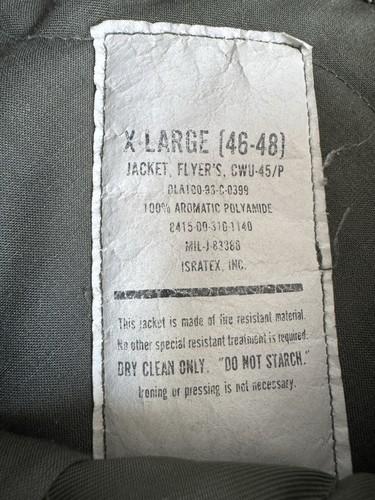 X-LARGE (46-48)
JACKET, FLYER'S, CWU-45/P
DLA100-93-C-0399
100% AROMATIC POLYAMIDE
8415-00-310-1140
MIL-J-83388
ISRATEX, INC.
This jacket is made of fire resistant material.
No other special resistant treatment is required.
DRY CLEAN ONLY. "DO NOT STARCH."
Ironing or pressing is not necessary.